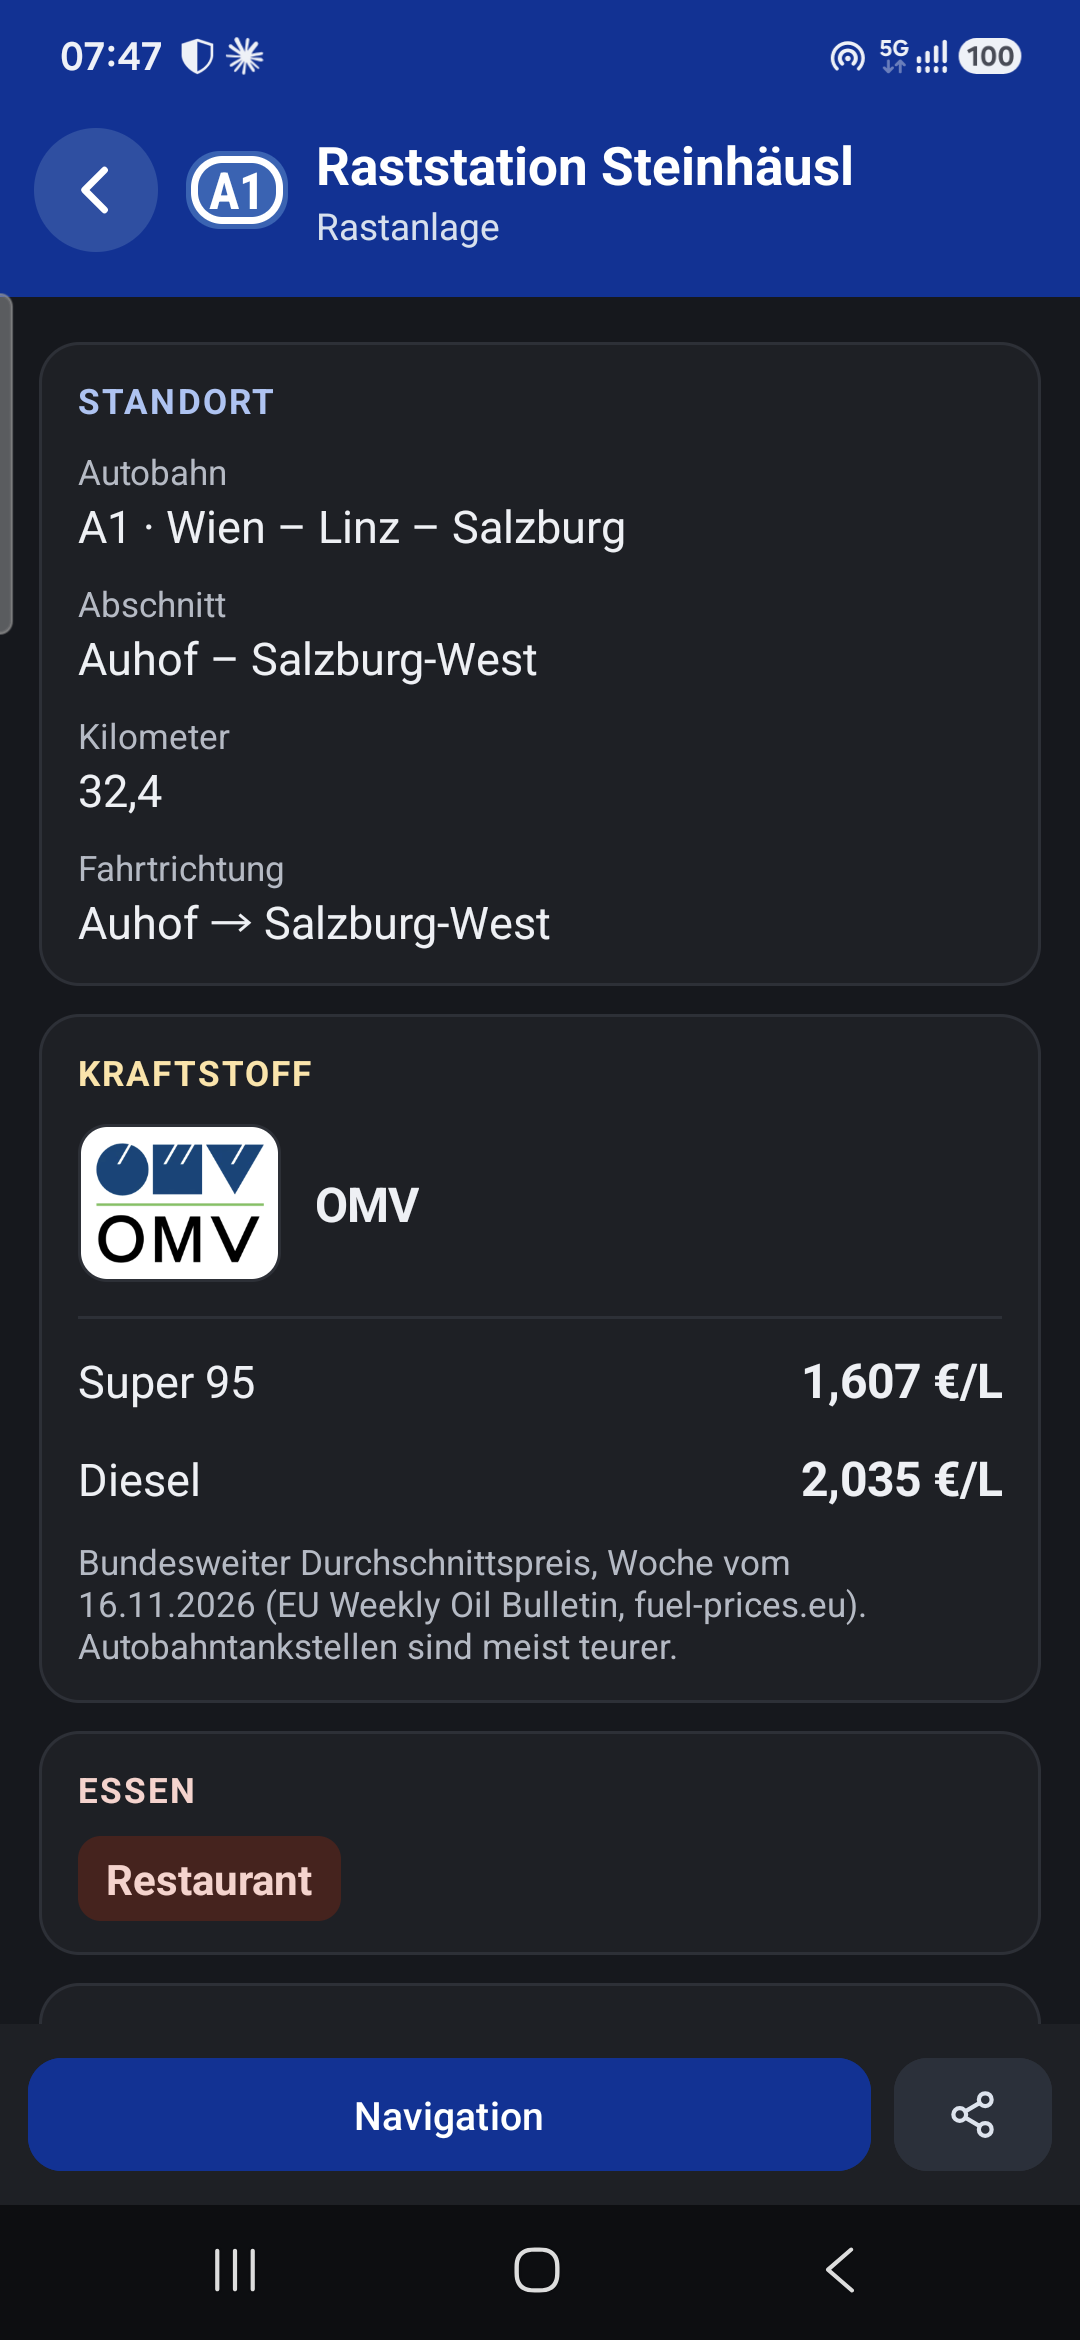 07:47
5G
100
A1
Raststation Steinhäusl
Rastanlage
STANDORT
Autobahn
A1 · Wien – Linz – Salzburg
Abschnitt
Auhof – Salzburg-West
Kilometer
32,4
Fahrtrichtung
Auhof → Salzburg-West
KRAFTSTOFF
OMV
OMV
Super 95
1,607 €/L
Diesel
2,035 €/L
Bundesweiter Durchschnittspreis, Woche vom
16.11.2026 (EU Weekly Oil Bulletin, fuel-prices.eu).
Autobahntankstellen sind meist teurer.
ESSEN
Restaurant
Navigation